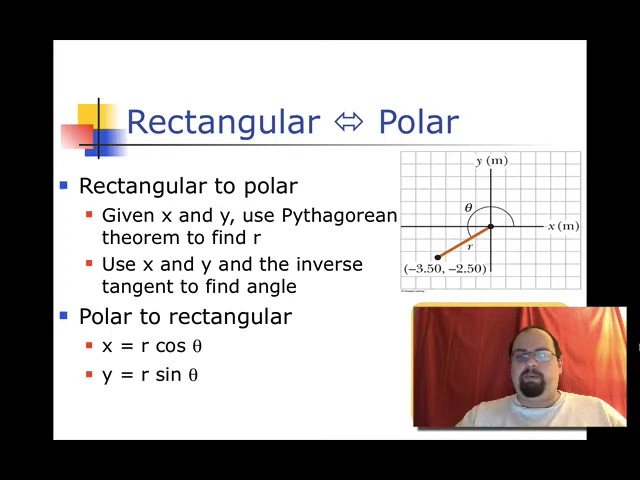 Rectangular ⇔ Polar
Rectangular to polar
Given x and y, use Pythagorean
theorem to find r
Use x and y and the inverse
tangent to find angle
Polar to rectangular
x = r cos θ
y = r sin θ
y (m)
θ
x (m)
r
(−3.50, −2.50)